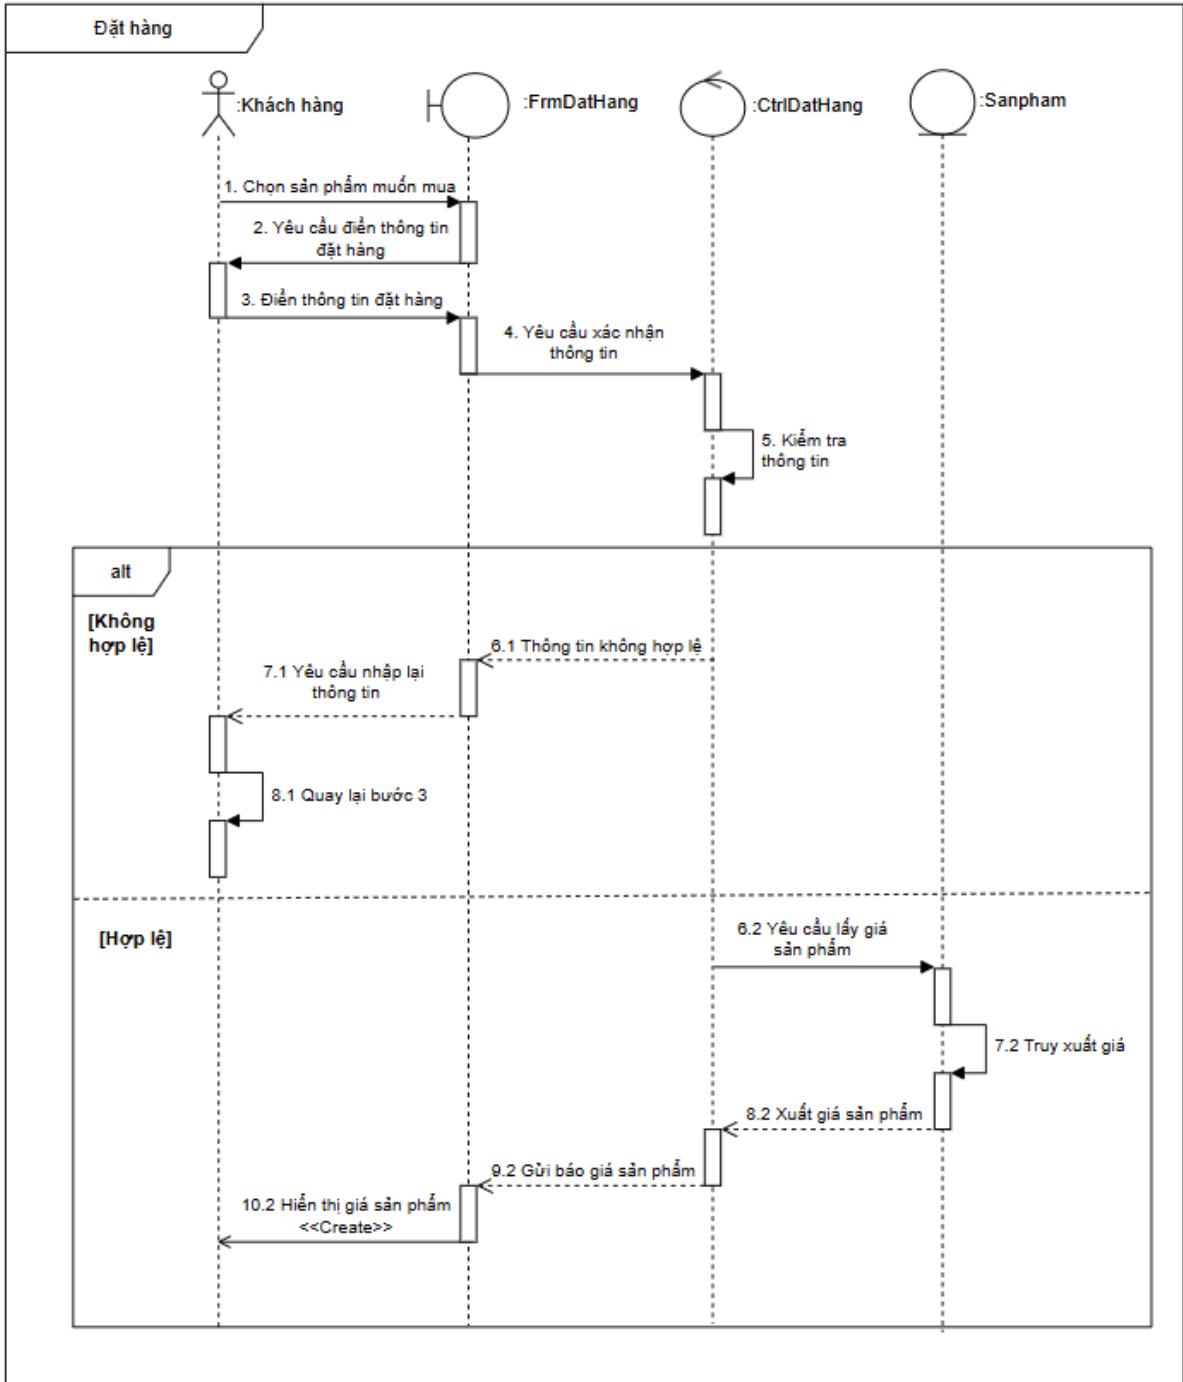 Đặt hàng
:Khách hàng
:FrmDatHang
:CtrlDatHang
:Sanpham
1. Chọn sản phẩm muốn mua
2. Yêu cầu điền thông tin
đặt hàng
3. Điền thông tin đặt hàng
4. Yêu cầu xác nhận
thông tin
5. Kiểm tra
thông tin
alt
[Không
hợp lệ]
6.1 Thông tin không hợp lệ
7.1 Yêu cầu nhập lại
thông tin
8.1 Quay lại bước 3
[Hợp lệ]
6.2 Yêu cầu lấy giá
sản phẩm
7.2 Truy xuất giá
8.2 Xuất giá sản phẩm
9.2 Gửi báo giá sản phẩm
10.2 Hiển thị giá sản phẩm
<<Create>>